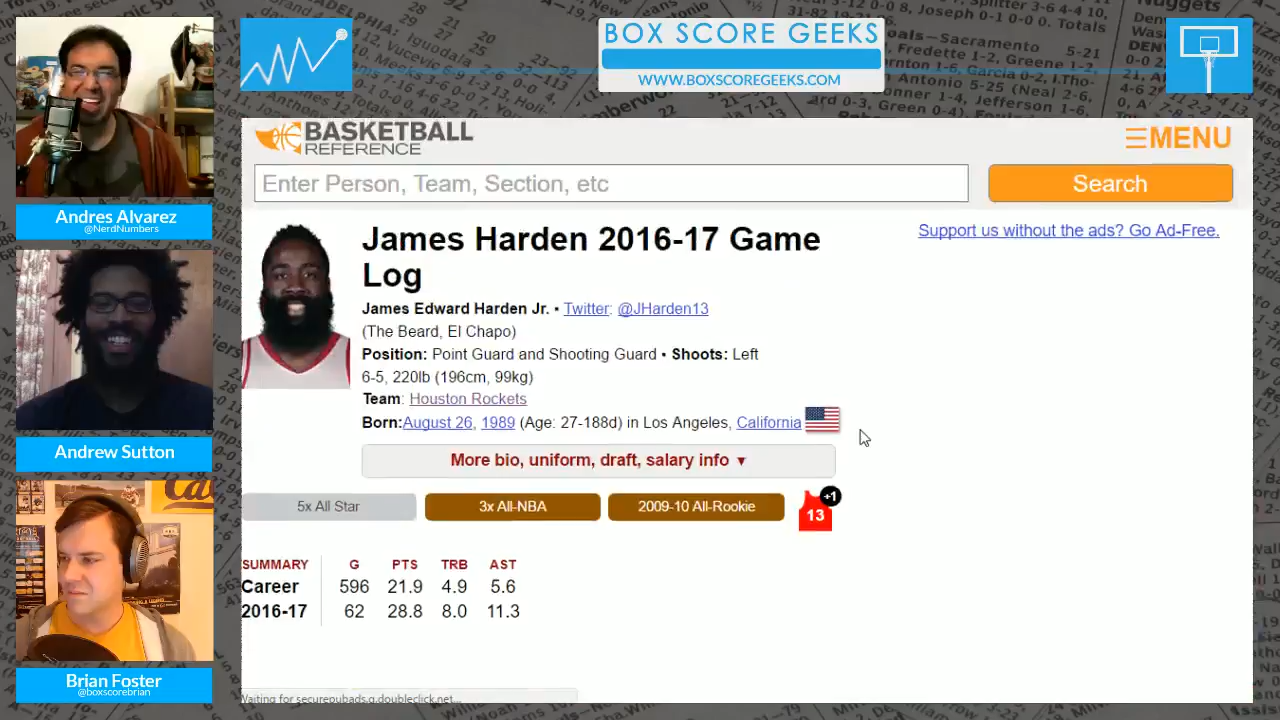 BOX SCORE GEEKS
WWW.BOXSCOREGEEKS.COM
Andres Alvarez
@NerdNumbers
Andrew Sutton
Brian Foster
@boxscorebrian
BASKETBALL
REFERENCE
☰MENU
Enter Person, Team, Section, etc
Search
James Harden 2016-17 Game
Log
Support us without the ads? Go Ad-Free.
James Edward Harden Jr. • Twitter: @JHarden13
(The Beard, El Chapo)
Position: Point Guard and Shooting Guard • Shoots: Left
6-5, 220lb (196cm, 99kg)
Team: Houston Rockets
Born:August 26, 1989 (Age: 27-188d) in Los Angeles, California
More bio, uniform, draft, salary info ▼
5x All Star
3x All-NBA
2009-10 All-Rookie
+1
13
SUMMARY G PTS TRB AST
Career 596 21.9 4.9 5.6
2016-17 62 28.8 8.0 11.3
Waiting for securepubads.g.doubleclick.net...